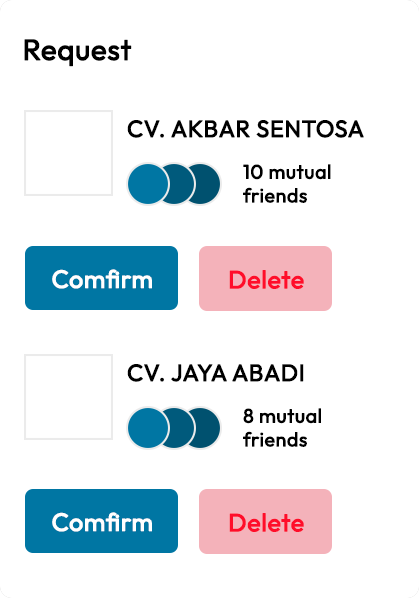 Request
CV. AKBAR SENTOSA
10 mutual
friends
Comfirm
Delete
CV. JAYA ABADI
8 mutual
friends
Comfirm
Delete